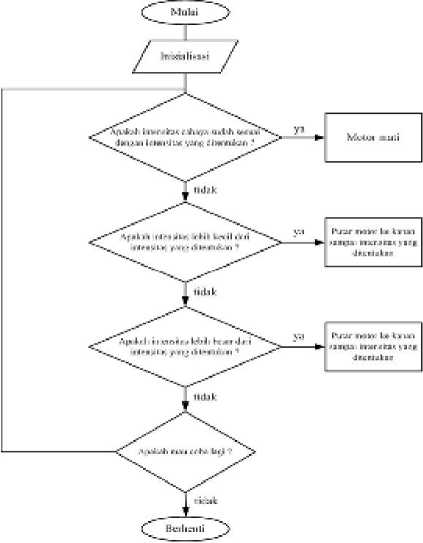 Mulai
Inisialisasi
Apakah intensitas cahaya sudah sesuai
dengan intensitas yang ditentukan ?
ya
Motor mati
tidak
Apakah intensitas lebih kecil dari
intensitas yang ditentukan ?
ya
Putar motor ke kanan
sampai intensitas yang
ditentukan
tidak
Apakah intensitas lebih besar dari
intensitas yang ditentukan ?
ya
Putar motor ke kanan
sampai intensitas yang
ditentukan
tidak
Apakah mau coba lagi ?
tidak
Berhenti